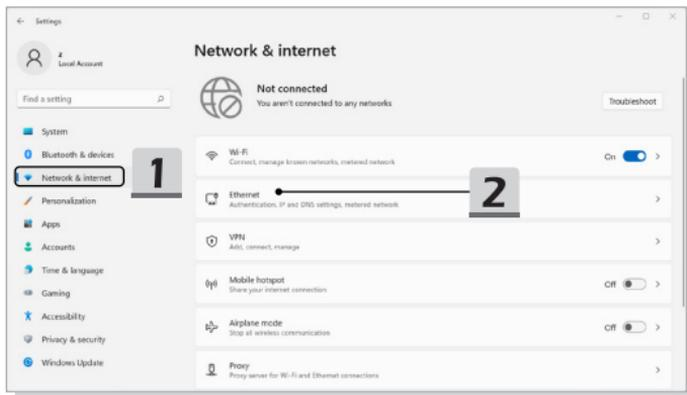 Settings
z
Local Account
Find a setting
System
Bluetooth & devices
Network & internet
Personalization
Apps
Accounts
Time & language
Gaming
Accessibility
Privacy & security
Windows Update
1
Network & internet
Not connected
You aren't connected to any networks
Troubleshoot
Wi-Fi
Connect, manage known networks, metered network
On
Ethernet
Authentication, IP and DNS settings, metered network
2
VPN
Add, connect, manage
Mobile hotspot
Share your internet connection
Off
Airplane mode
Stop all wireless communication
Off
Proxy
Proxy server for Wi-Fi and Ethernet connections